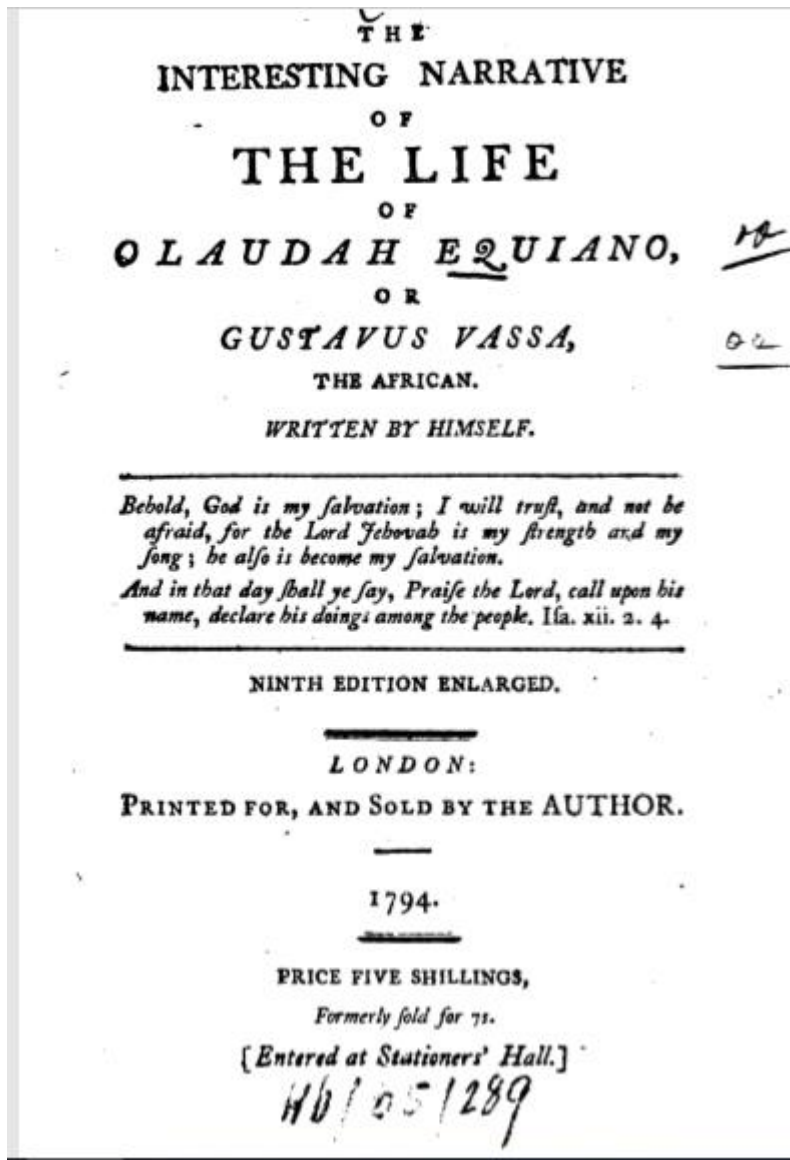 THE
INTERESTING NARRATIVE
OF
THE LIFE
OF
OLAUDAH EQUIANO,
OR
GUSTAVUS VASSA,
THE AFRICAN.
WRITTEN BY HIMSELF.
Behold, God is my ſalvation; I will truſt, and not be
afraid, for the Lord Jehovah is my ſtrength and my
ſong; he alſo is become my ſalvation.
And in that day ſhall ye ſay, Praiſe the Lord, call upon his
name, declare his doings among the people. Iſa. xii. 2. 4.
NINTH EDITION ENLARGED.
LONDON:
PRINTED FOR, AND SOLD BY THE AUTHOR.
1794.
PRICE FIVE SHILLINGS,
Formerly ſold for 7s.
[Entered at Stationers' Hall.]